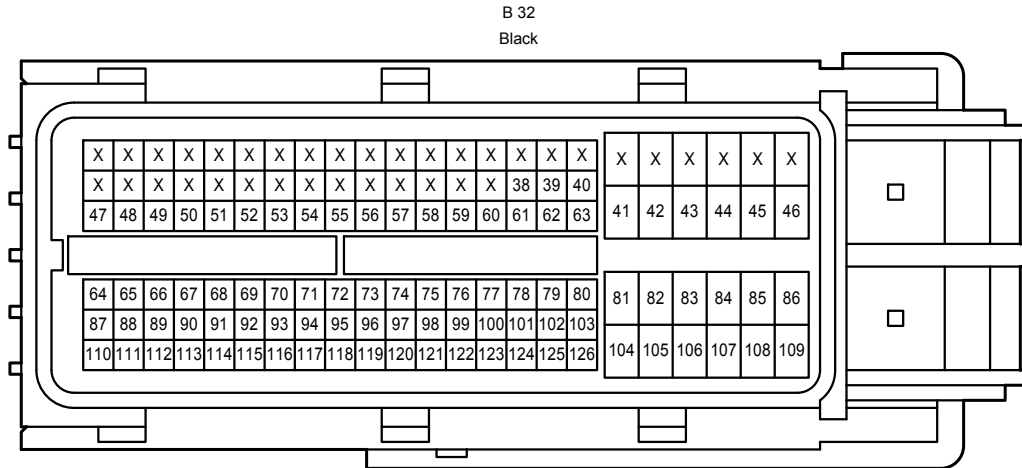 B 32
Black
X X X X X X X X X X X X X X X X X X X X X X X
X X X X X X X X X X X X X X 38 39 40
47 48 49 50 51 52 53 54 55 56 57 58 59 60 61 62 63 41 42 43 44 45 46
64 65 66 67 68 69 70 71 72 73 74 75 76 77 78 79 80 81 82 83 84 85 86
87 88 89 90 91 92 93 94 95 96 97 98 99 100 101 102 103
110 111 112 113 114 115 116 117 118 119 120 121 122 123 124 125 126 104 105 106 107 108 109